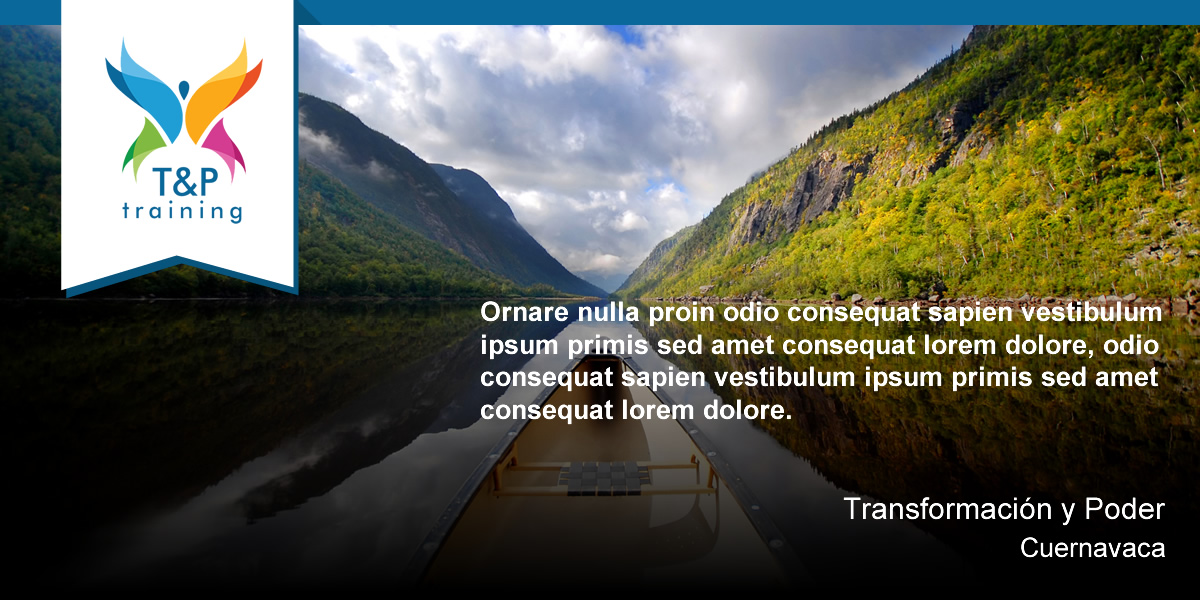 T&P
training
Ornare nulla proin odio consequat sapien vestibulum
ipsum primis sed amet consequat lorem dolore, odio
consequat sapien vestibulum ipsum primis sed amet
consequat lorem dolore.
Transformación y Poder
Cuernavaca